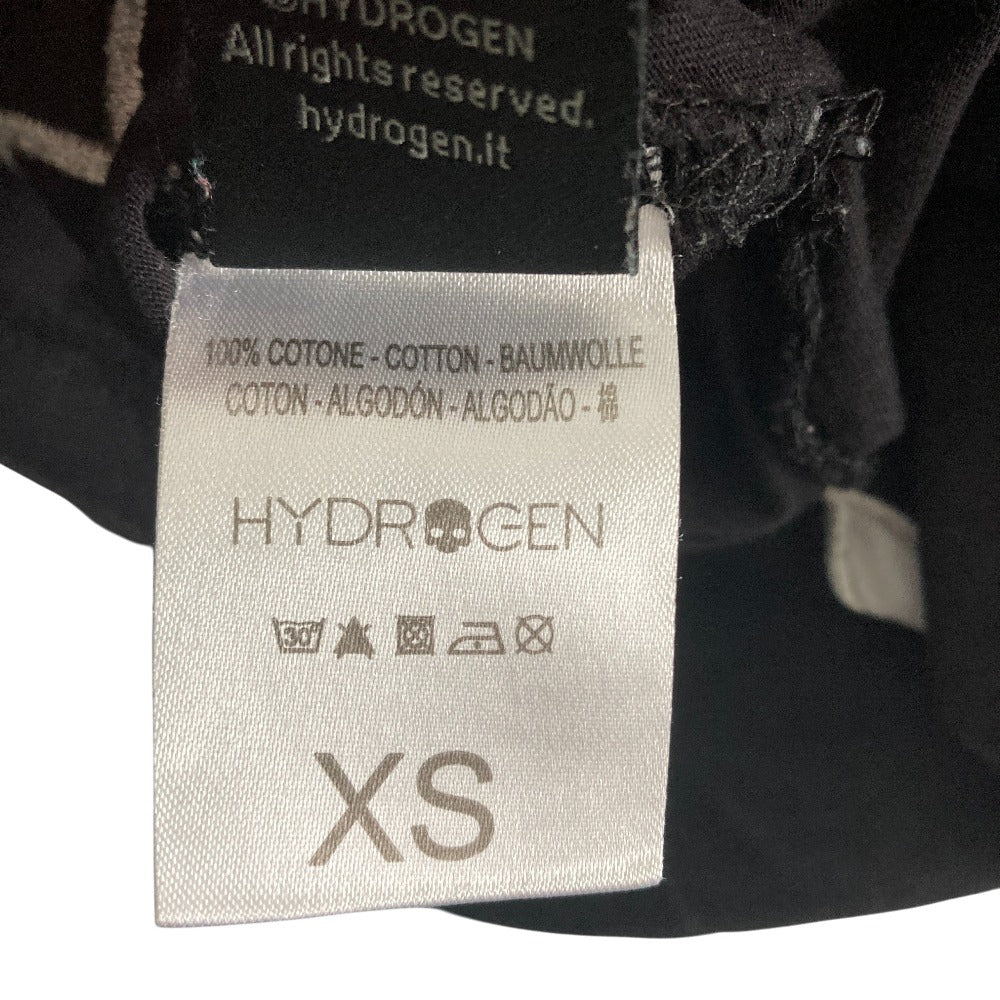 ©HYDROGEN
All rights reserved.
hydrogen.it
100% COTONE - COTTON - BAUMWOLLE
COTON - ALGODÓN - ALGODÃO - 棉
HYDROGEN
30°
XS